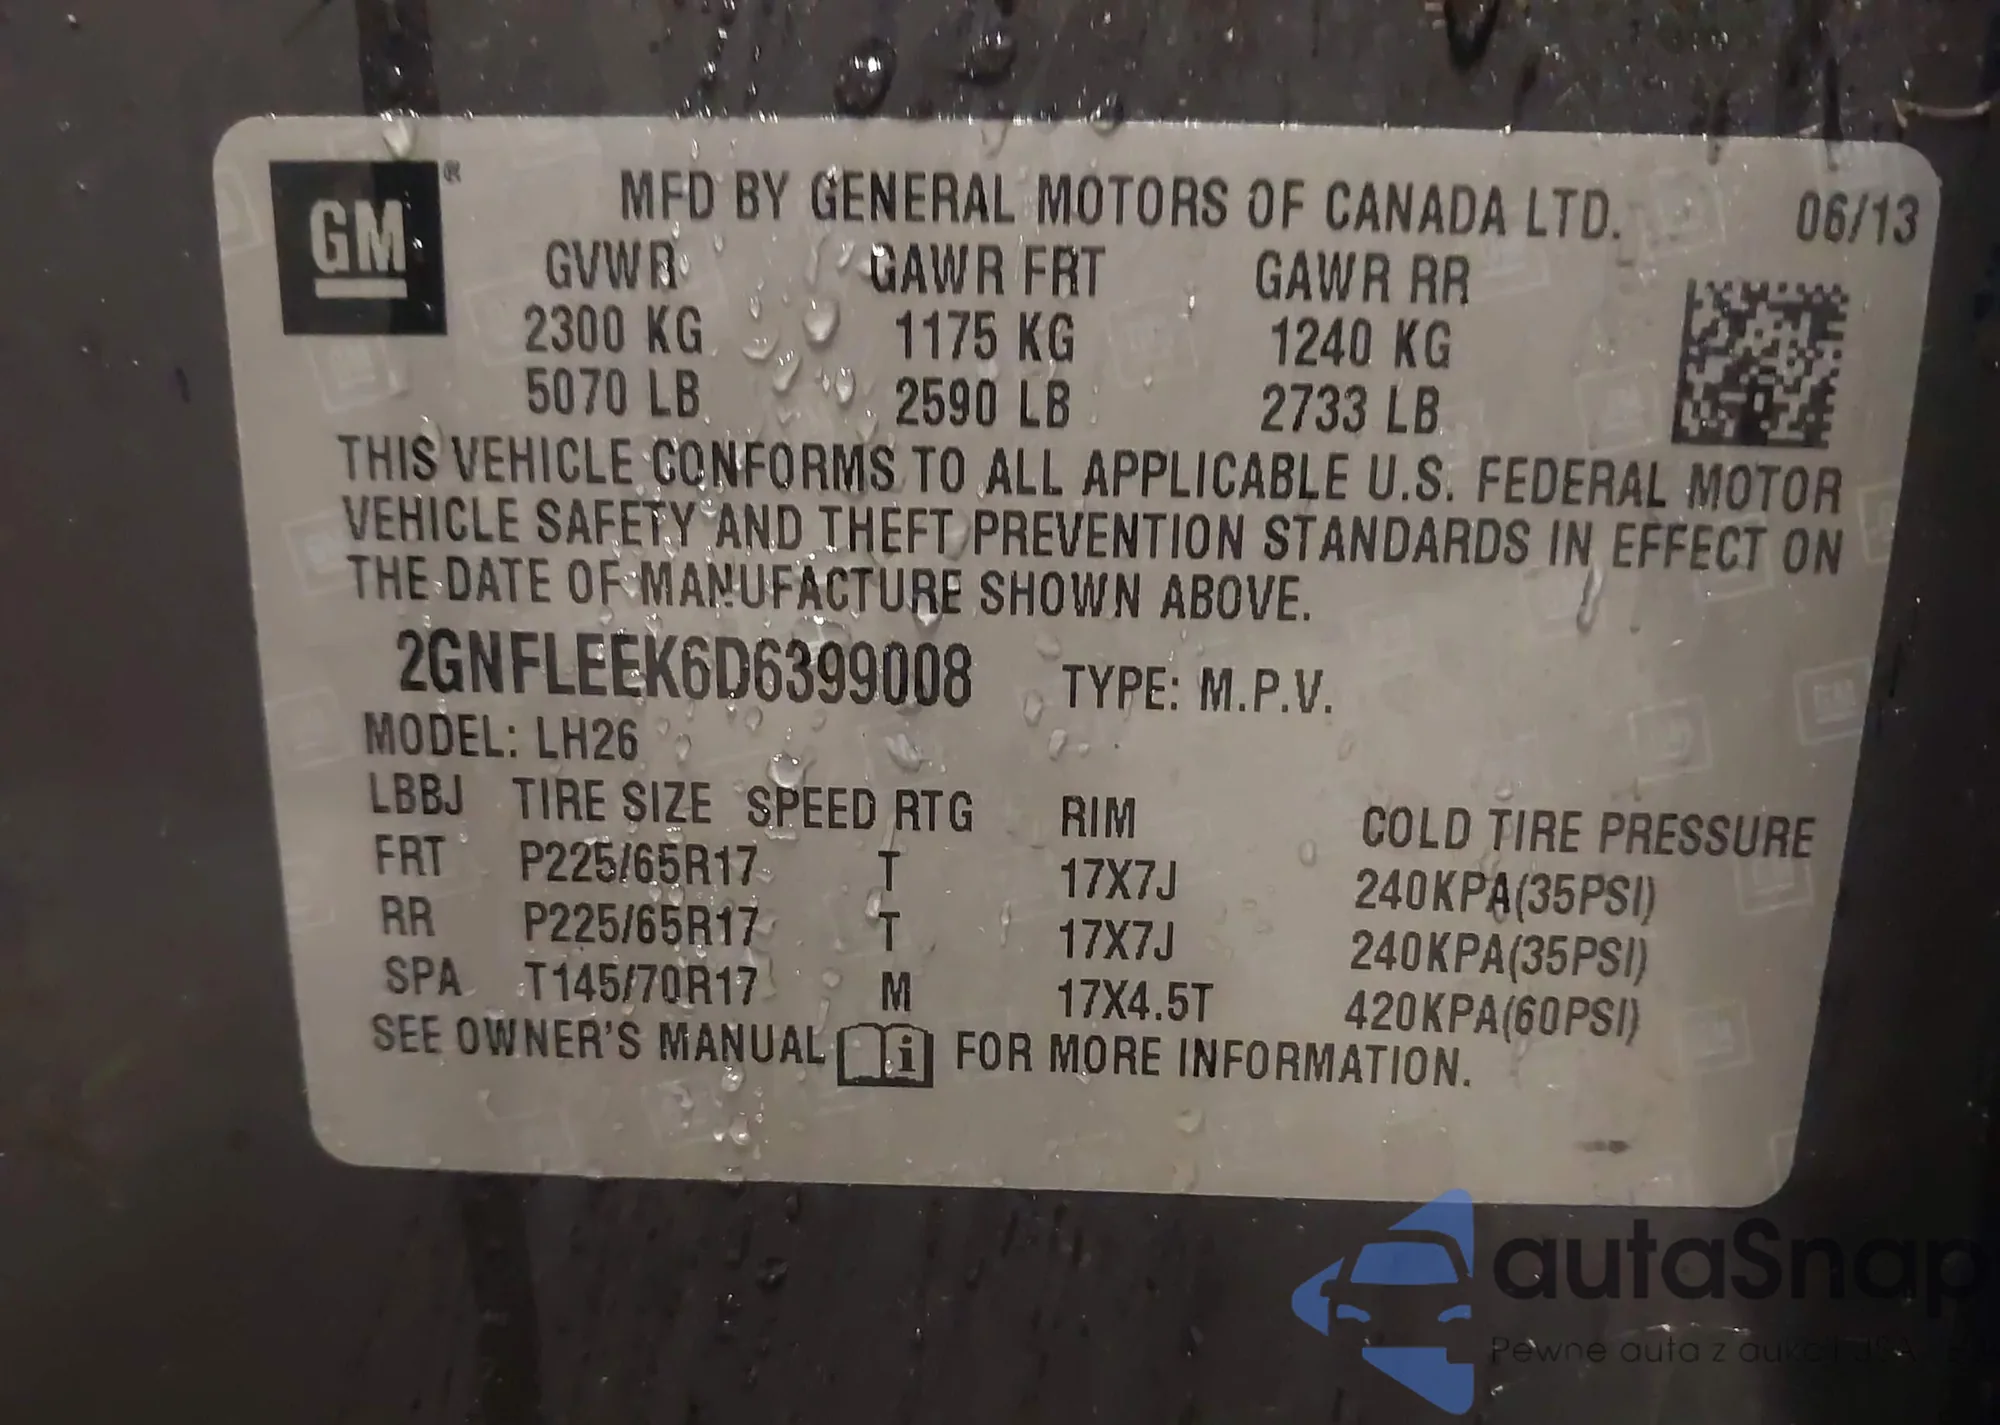 GM ®
MFD BY GENERAL MOTORS OF CANADA LTD. 06/13
GVWR GAWR FRT GAWR RR
2300 KG 1175 KG 1240 KG
5070 LB 2590 LB 2733 LB
THIS VEHICLE CONFORMS TO ALL APPLICABLE U.S. FEDERAL MOTOR
VEHICLE SAFETY AND THEFT PREVENTION STANDARDS IN EFFECT ON
THE DATE OF MANUFACTURE SHOWN ABOVE.
2GNFLEEK6D6399008 TYPE: M.P.V.
MODEL: LH26
LBBJ TIRE SIZE SPEED RTG RIM COLD TIRE PRESSURE
FRT P225/65R17 T 17X7J 240KPA(35PSI)
RR P225/65R17 T 17X7J 240KPA(35PSI)
SPA T145/70R17 M 17X4.5T 420KPA(60PSI)
SEE OWNER'S MANUAL i FOR MORE INFORMATION.
autaSnap
Pewne auta z aukcji USA